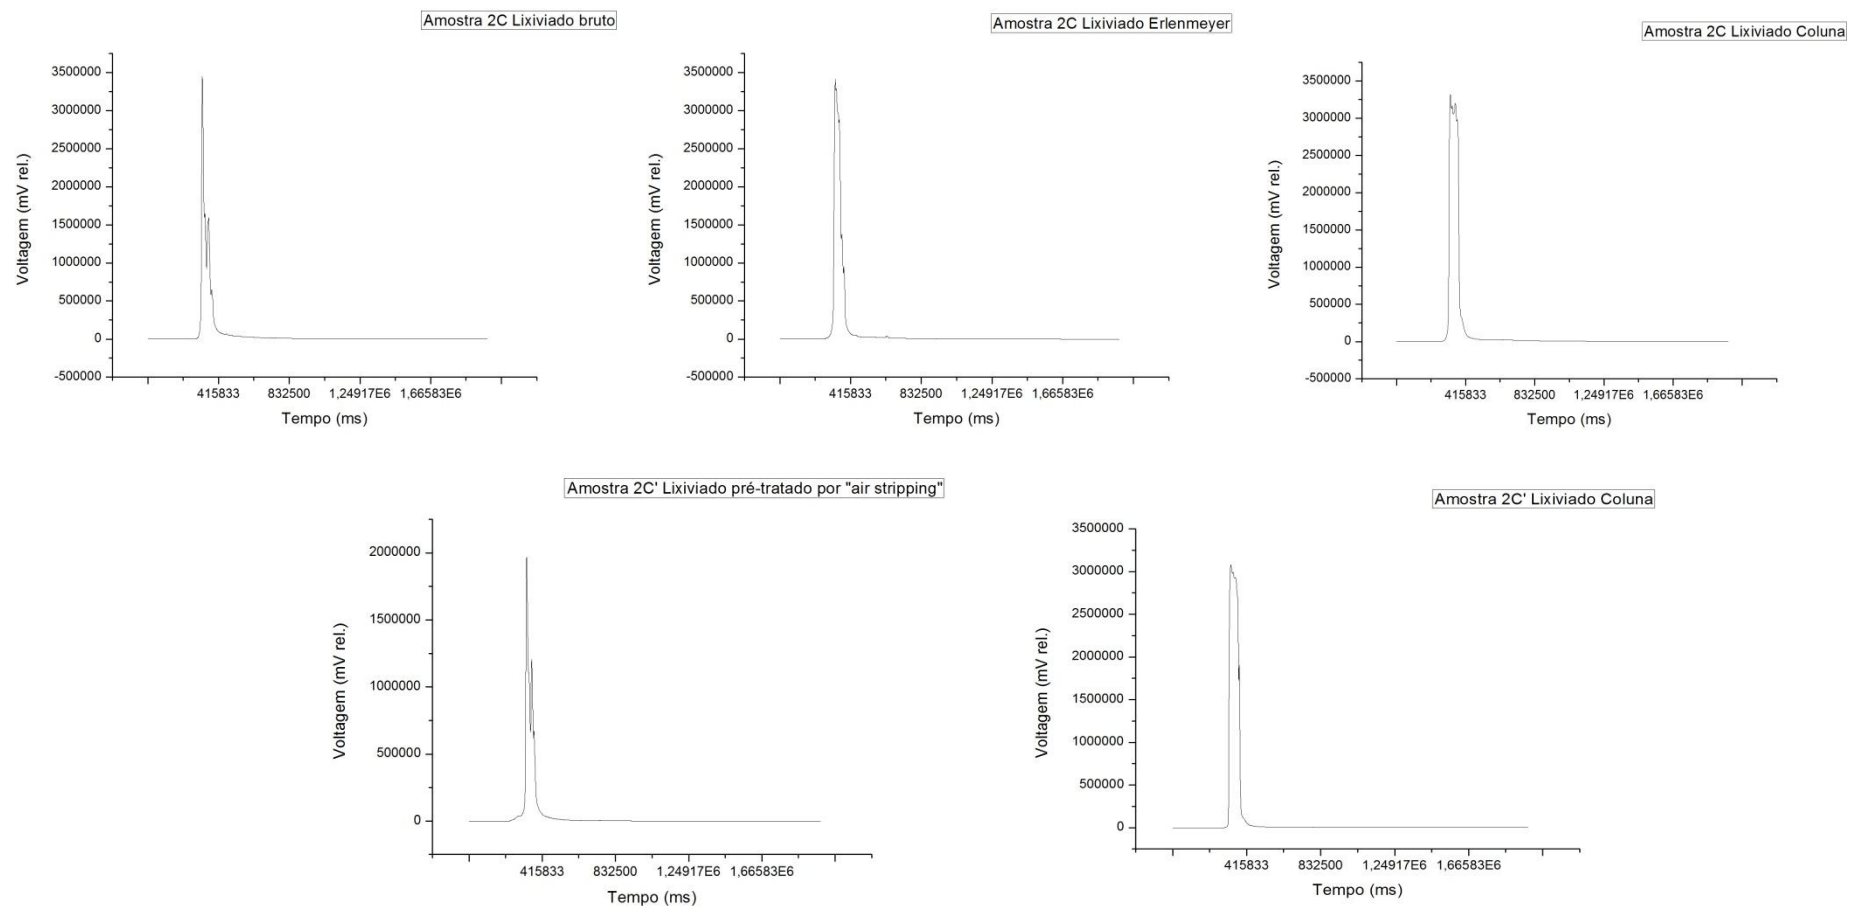 Amostra 2C Lixiviado bruto
3500000
3000000
2500000
2000000
1500000
1000000
500000
0
-500000
Voltagem (mV rel.)
415833 832500 1,24917E6 1,66583E6
Tempo (ms)
Amostra 2C Lixiviado Erlenmeyer
3500000
3000000
2500000
2000000
1500000
1000000
500000
0
-500000
Voltagem (mV rel.)
415833 832500 1,24917E6 1,66583E6
Tempo (ms)
Amostra 2C Lixiviado Coluna
3500000
3000000
2500000
2000000
1500000
1000000
500000
0
-500000
Voltagem (mV rel.)
415833 832500 1,24917E6 1,66583E6
Tempo (ms)
Amostra 2C' Lixiviado pré-tratado por "air stripping"
2000000
1500000
1000000
500000
0
Voltagem (mV rel.)
415833 832500 1,24917E6 1,66583E6
Tempo (ms)
Amostra 2C' Lixiviado Coluna
3500000
3000000
2500000
2000000
1500000
1000000
500000
0
Voltagem (mV rel.)
415833 832500 1,24917E6 1,66583E6
Tempo (ms)